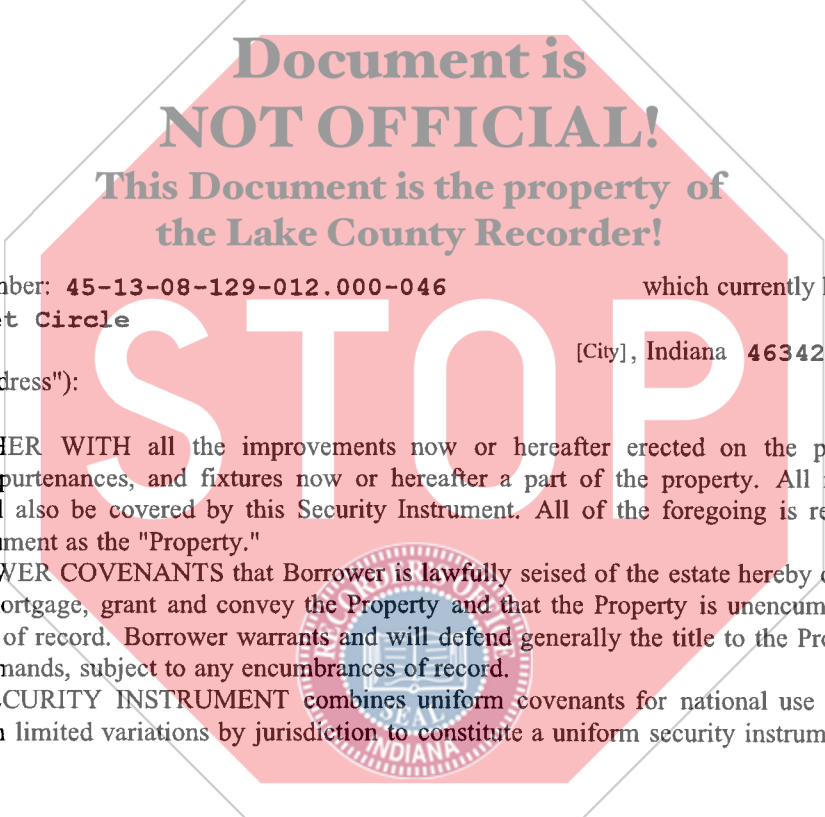 Document is
NOT OFFICIAL!
This Document is the property of
the Lake County Recorder!
mber: 45-13-08-129-012.000-046 which currently
et Circle
STOP
[City], Indiana 46342
dress"):
HER WITH all the improvements now or hereafter erected on the p
purtenances, and fixtures now or hereafter a part of the property. All
also be covered by this Security Instrument. All of the foregoing is re
ment as the "Property."
WER COVENANTS that Borrower is lawfully seised of the estate hereby
ortgage, grant and convey the Property and that the Property is unencum
of record. Borrower warrants and will defend generally the title to the Pro
mands, subject to any encumbrances of record.
CURITY INSTRUMENT combines uniform covenants for national use
limited variations by jurisdiction to constitute a uniform security instrum
SEAL
INDIANA